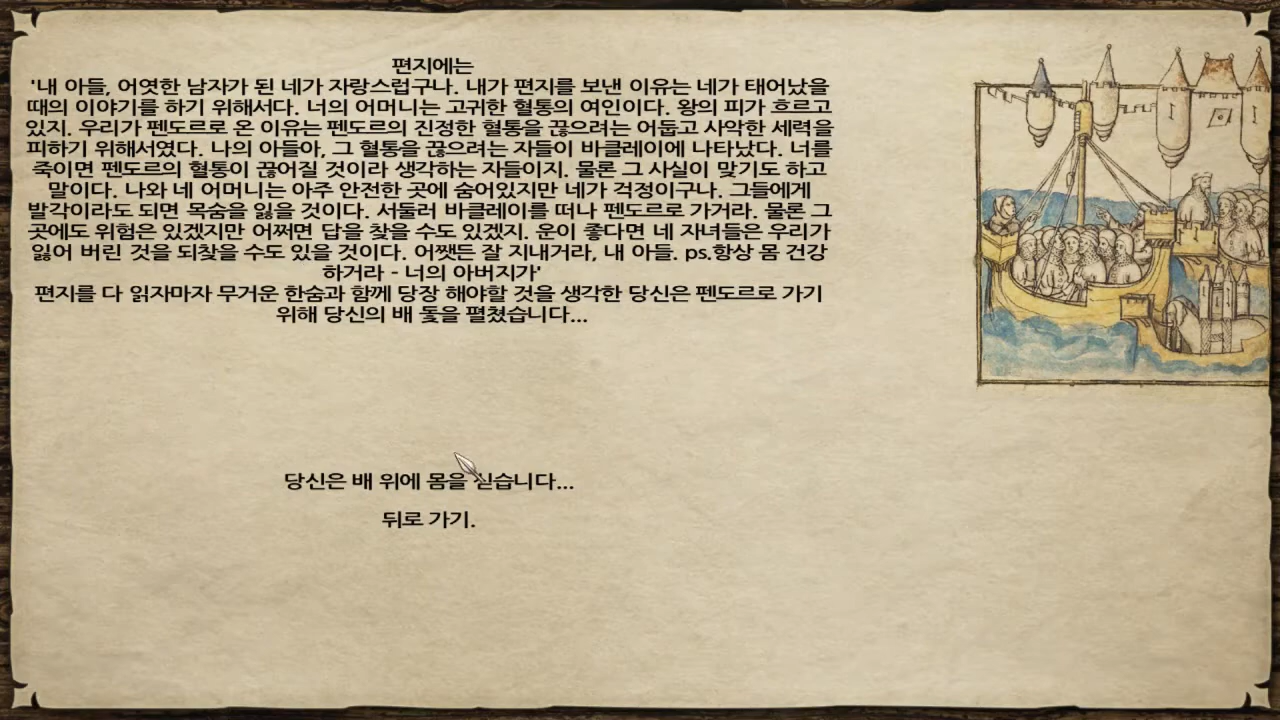 편지에는
'내 아들, 어엿한 남자가 된 네가 자랑스럽구나. 내가 편지를 보낸 이유는 네가 태어났을
때의 이야기를 하기 위해서다. 너의 어머니는 고귀한 혈통의 여인이다. 왕의 피가 흐르고
있지. 우리가 펜도르로 온 이유는 펜도르의 진정한 혈통을 끊으려는 어둡고 사악한 세력을
피하기 위해서였다. 나의 아들아, 그 혈통을 끊으려는 자들이 바클레이에 나타났다. 너를
죽이면 펜도르의 혈통이 끊어질 것이라 생각하는 자들이지. 물론 그 사실이 맞기도 하고
말이다. 나와 네 어머니는 아주 안전한 곳에 숨어있지만 네가 걱정이구나. 그들에게
발각이라도 되면 목숨을 잃을 것이다. 서둘러 바클레이를 떠나 펜도르로 가거라. 물론 그
곳에도 위험은 있겠지만 어쩌면 답을 찾을 수도 있겠지. 운이 좋다면 네 자녀들은 우리가
잃어 버린 것을 되찾을 수도 있을 것이다. 어쨋든 잘 지내거라, 내 아들. ps.항상 몸 건강
하거라 - 너의 아버지가'
편지를 다 읽자마자 무거운 한숨과 함께 당장 해야할 것을 생각한 당신은 펜도르로 가기
위해 당신의 배 돛을 펼쳤습니다...
당신은 배 위에 몸을 싣습니다...
뒤로 가기.